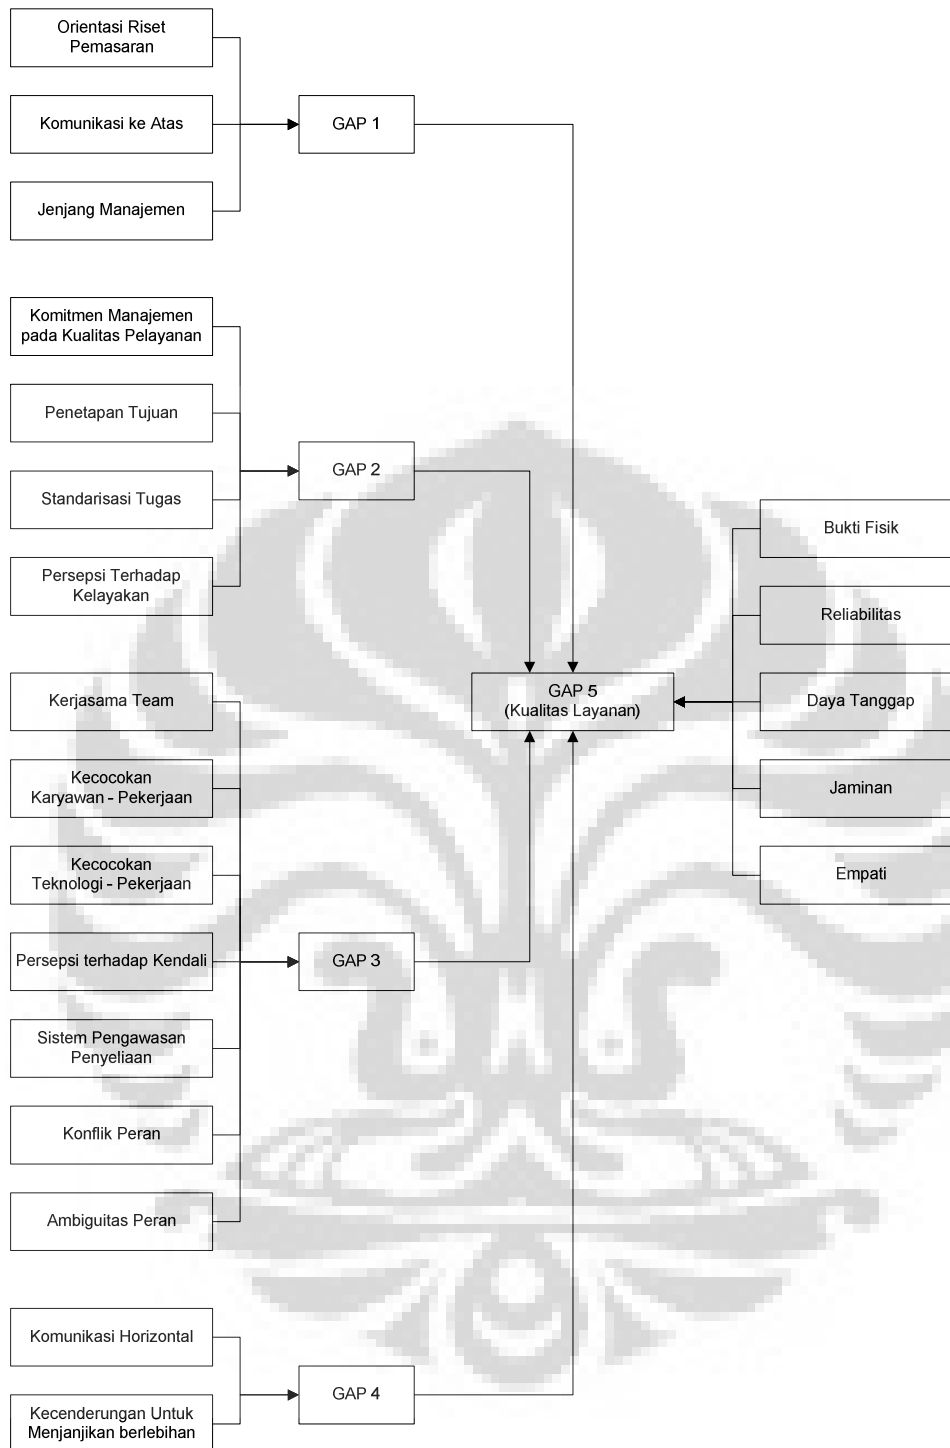 Orientasi Riset
Pemasaran
Komunikasi ke Atas
GAP 1
Jenjang Manajemen
Komitmen Manajemen
pada Kualitas Pelayanan
Penetapan Tujuan
GAP 2
Standarisasi Tugas
Persepsi Terhadap
Kelayakan
Bukti Fisik
Reliabilitas
Kerjasama Team
GAP 5
(Kualitas Layanan)
Daya Tanggap
Kecocokan
Karyawan - Pekerjaan
Jaminan
Kecocokan
Teknologi - Pekerjaan
Empati
Persepsi terhadap Kendali
GAP 3
Sistem Pengawasan
Penyeliaan
Konflik Peran
Ambiguitas Peran
Komunikasi Horizontal
GAP 4
Kecenderungan Untuk
Menjanjikan berlebihan